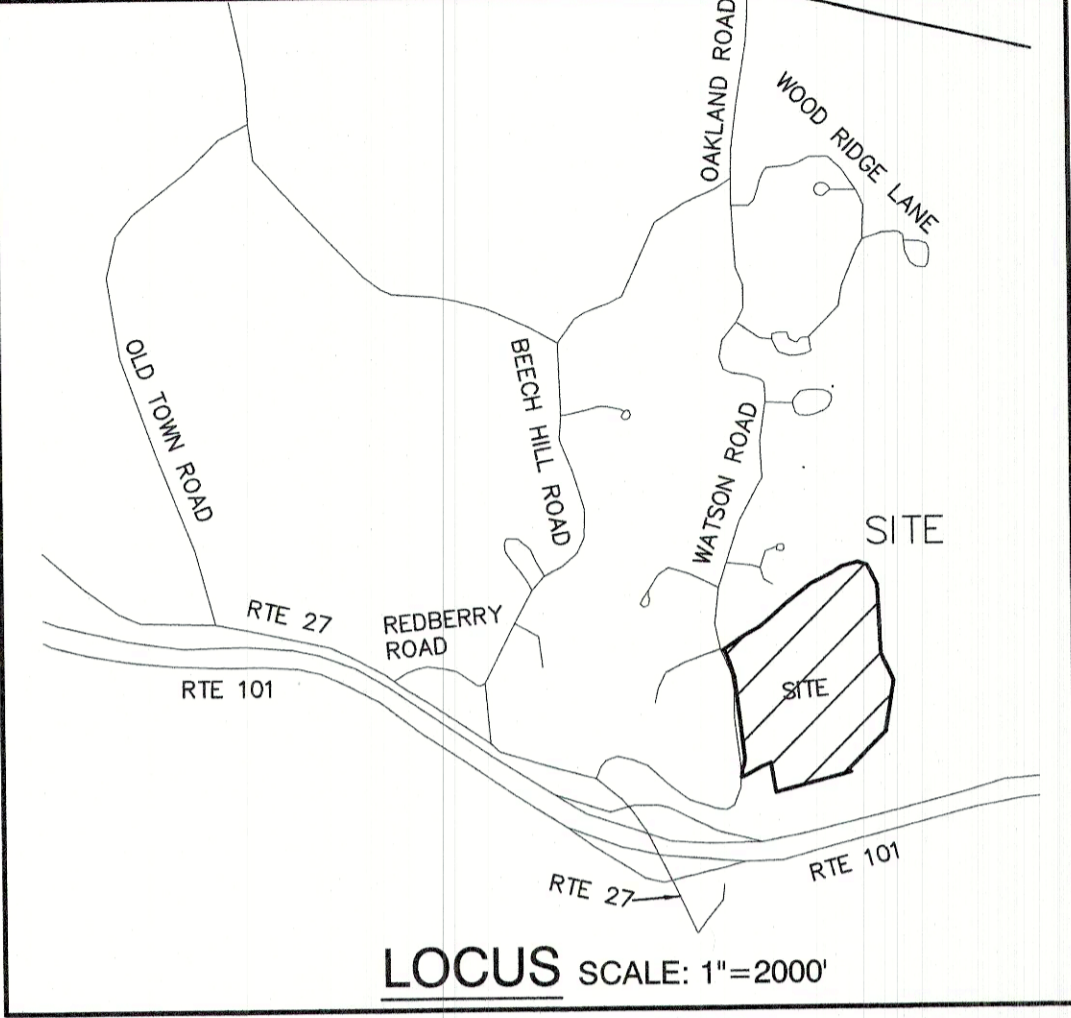 OAKLAND ROAD
WOOD RIDGE LANE
OLD TOWN ROAD
BEECH HILL ROAD
WATSON ROAD
SITE
RTE 27
REDBERRY
ROAD
RTE 101
SITE
RTE 101
RTE 27
LOCUS SCALE: 1"=2000'